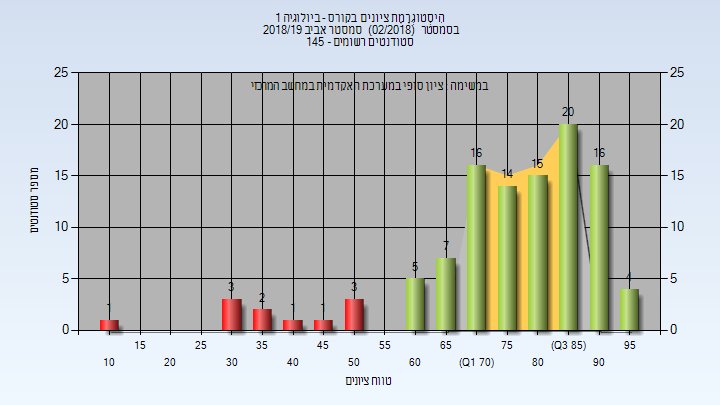 היסטוגרמת ציונים בקורס - ביולוגיה 1
בסמסטר (02/2018) סמסטר אביב 2018/19
סטודנטים רשומים - 145
במשימה : ציון סופי במערכת האקדמית במחשב המרכזי
מספר סטודנטים
25 25
20 20
15 15
10 10
5 5
0 0
1 3 2 1 1 3 5 7 16 14 15 20 16 4
15 25 35 45 55 65 75 (Q3 85) 95
10 20 30 40 50 60 (Q1 70) 80 90
טווח ציונים